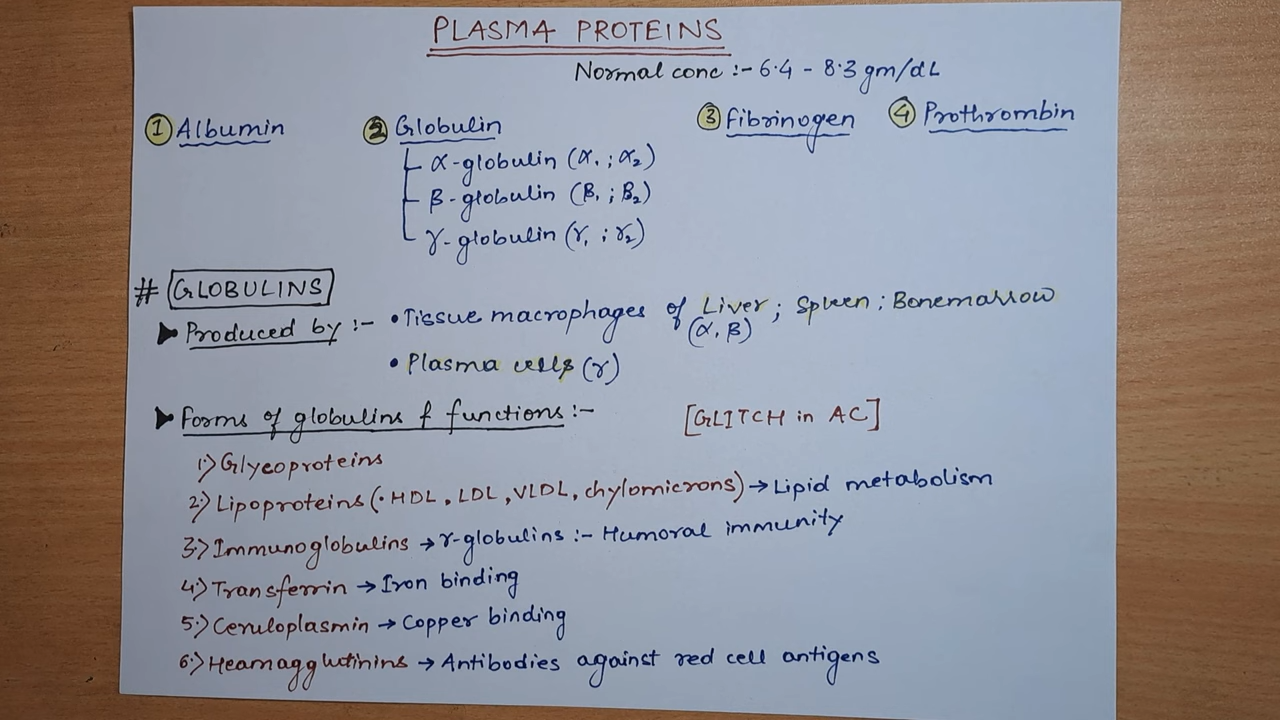 PLASMA PROTEINS
Normal conc :- 6.4 - 8.3 gm/dL
① Albumin ② Globulin ③ Fibrinogen ④ Prothrombin
α-globulin (α₁ ; α₂)
β-globulin (β₁ ; β₂)
γ-globulin (γ₁ ; γ₂)
# GLOBULINS
➤ Produced by :- • Tissue macrophages of Liver ; Spleen ; Bonemarrow
(α, β)
• Plasma cells (γ)
➤ Forms of globulins & functions :- [GLITCH in AC]
1.) Glycoproteins
2.) Lipoproteins (• HDL, LDL, VLDL, chylomicrons) → Lipid metabolism
3.) Immunoglobulins → γ-globulins :- Humoral immunity
4.) Transferrin → Iron binding
5.) Ceruloplasmin → Copper binding
6.) Heamagglutinins → Antibodies against red cell antigens